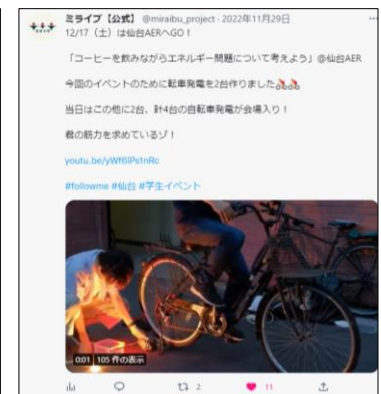 ミライブ【公式】 @miraibu_project・2022年11月29日
12/17（土）は仙台AERへGO！
「コーヒーを飲みながらエネルギー問題について考えよう」@仙台AER
今回のイベントのために転車発電を2台作りました🚴🚴
当日はこの他に2台、計4台の自転車発電が会場入り！
君の筋力を求めているゾ！
youtu.be/yWf6lPs1nRc
#followme #仙台 #学生イベント
0:01 105 件の表示
2 11